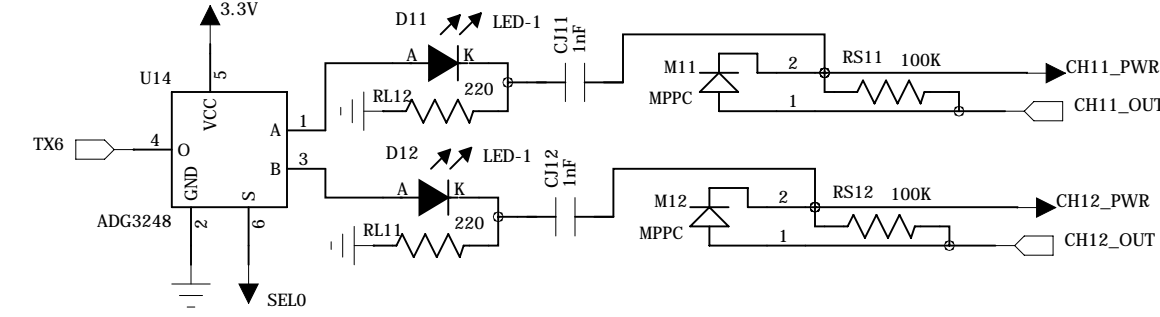 3.3V
D11
LED-1
CJ11
1nF
U14
5
VCC
A
K
220
RL12
M11
MPPC
2
1
RS11
100K
CH11_PWR
CH11_OUT
TX6
4
O
A
1
B
3
GND
S
ADG3248
2
6
SEL0
D12
LED-1
CJ12
1nF
A
K
220
RL11
M12
MPPC
2
1
RS12
100K
CH12_PWR
CH12_OUT